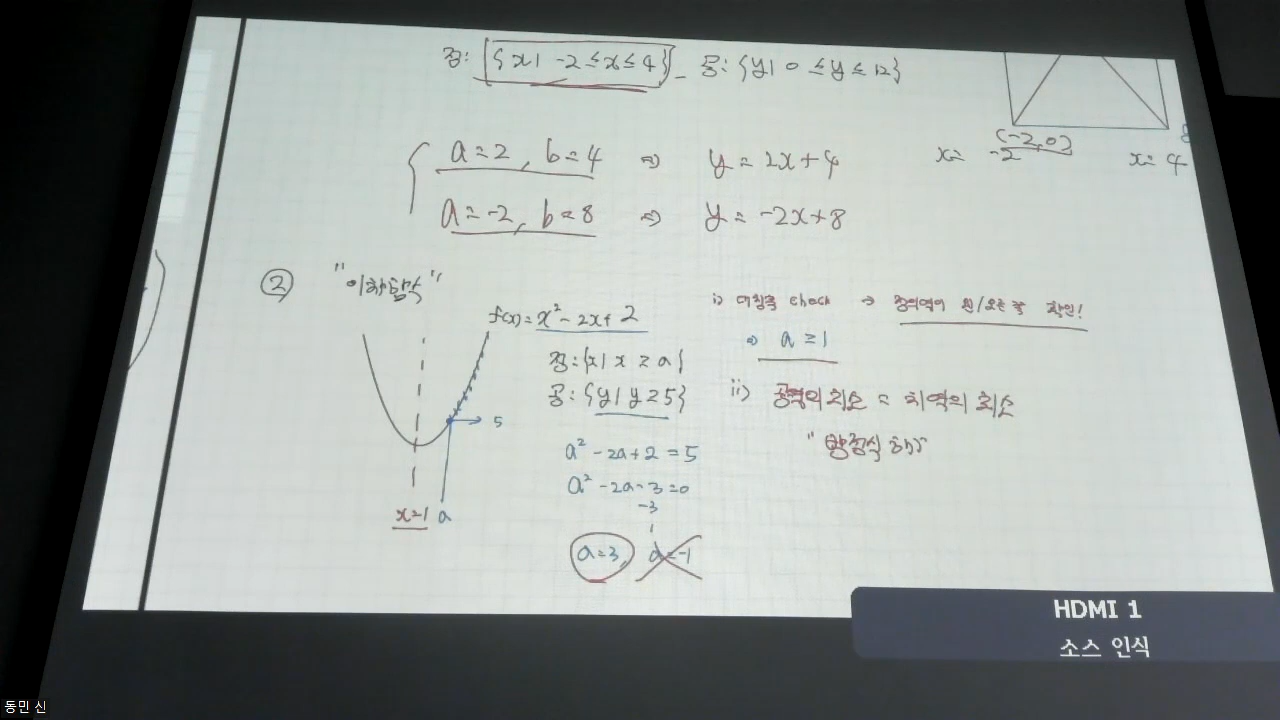 정: {x| -2 ≤ x ≤ 4} 공: {y| 0 ≤ y ≤ 12}
(-2, 0)
x = -2 x = 4
a = 2, b = 4 ⇒ y = 2x + 4
a = -2, b = 8 ⇒ y = -2x + 8
② "이차함수"
f(x) = x² - 2x + 2
정: {x| x ≥ a}
공: {y| y ≥ 5}
5
a² - 2a + 2 = 5
a² - 2a - 3 = 0
-3
1
x=1 a
a = 3, a = -1
i) 대칭축 check → 정의역이 왼/오른쪽 확인!
⇒ a ≥ 1
ii) 공역의 최소 = 치역의 최소
"방정식 해"
HDMI 1
소스 인식
동민 신